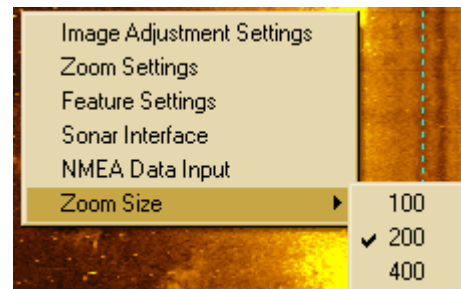 Image Adjustment Settings
Zoom Settings
Feature Settings
Sonar Interface
NMEA Data Input
Zoom Size
100
200
400